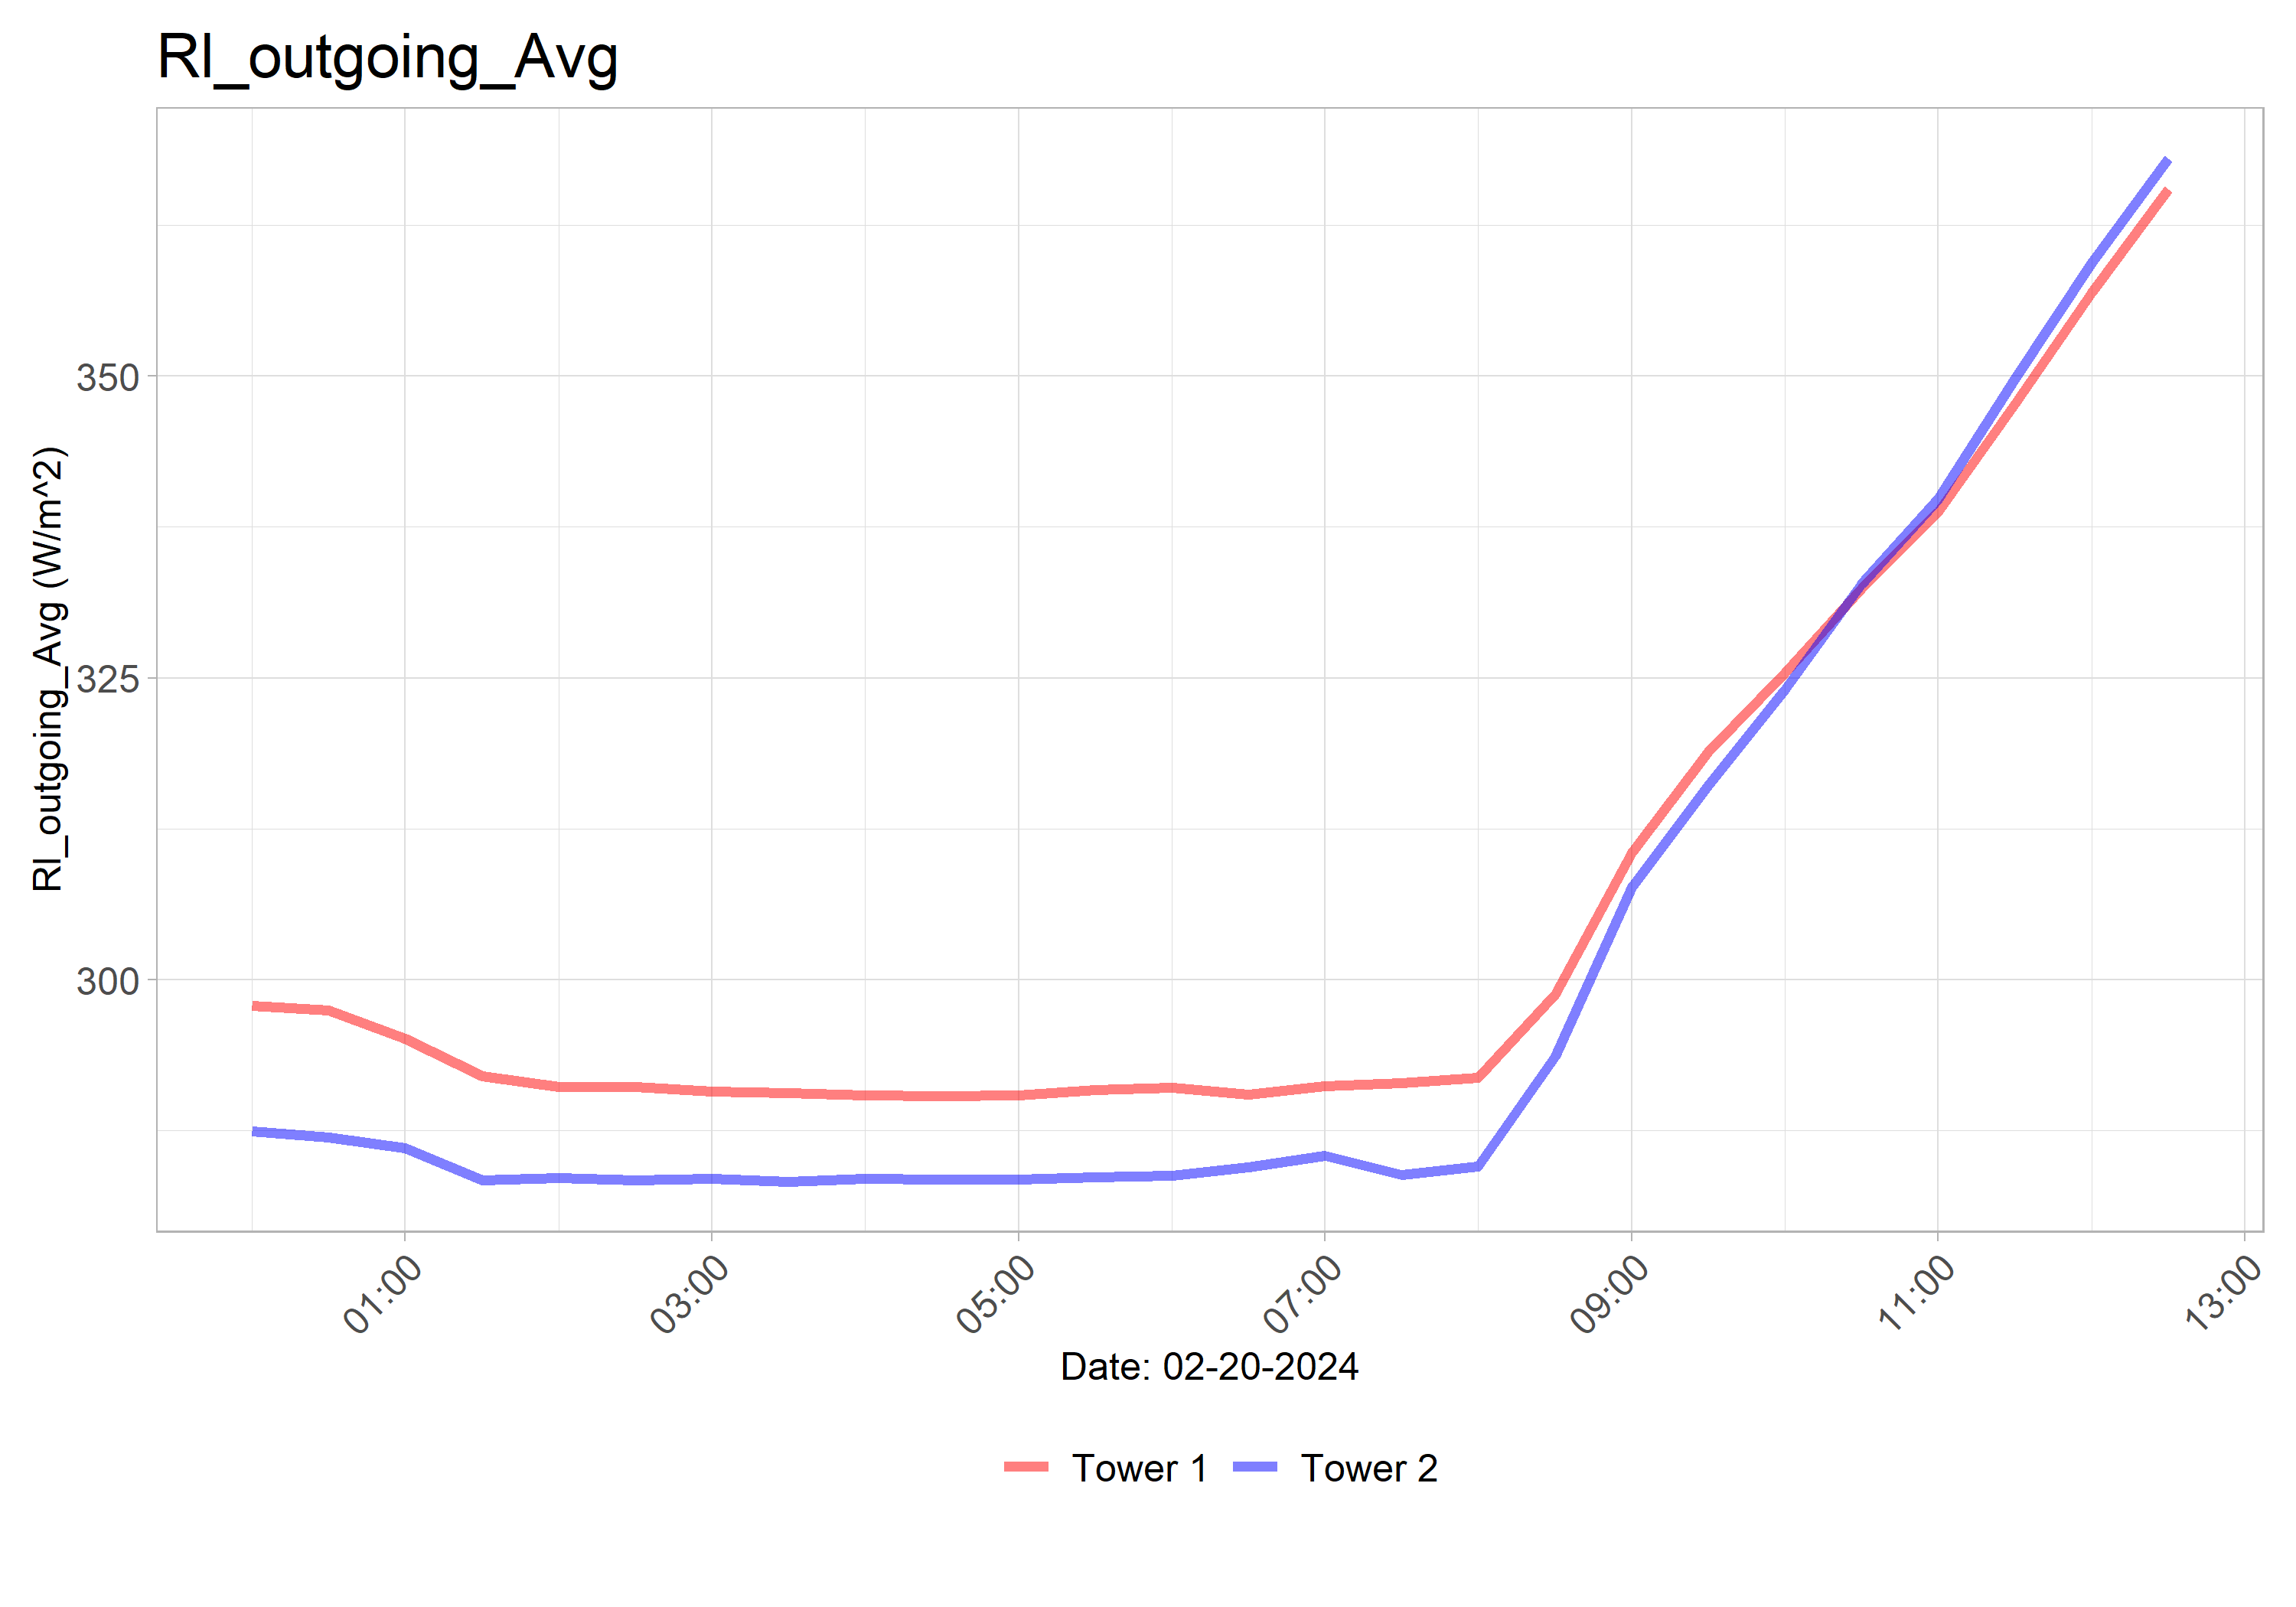 Rl_outgoing_Avg
Rl_outgoing_Avg (W/m^2)
350
325
300
01:00 03:00 05:00 07:00 09:00 11:00 13:00
Date: 02-20-2024
Tower 1 Tower 2